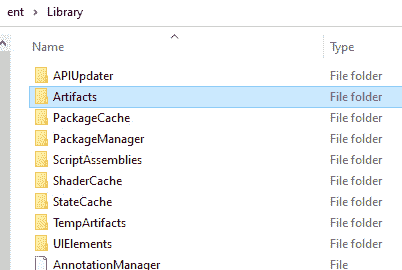 ent > Library
Name Type
APIUpdater File folder
Artifacts File folder
PackageCache File folder
PackageManager File folder
ScriptAssemblies File folder
ShaderCache File folder
StateCache File folder
TempArtifacts File folder
UIElements File folder
AnnotationManager File